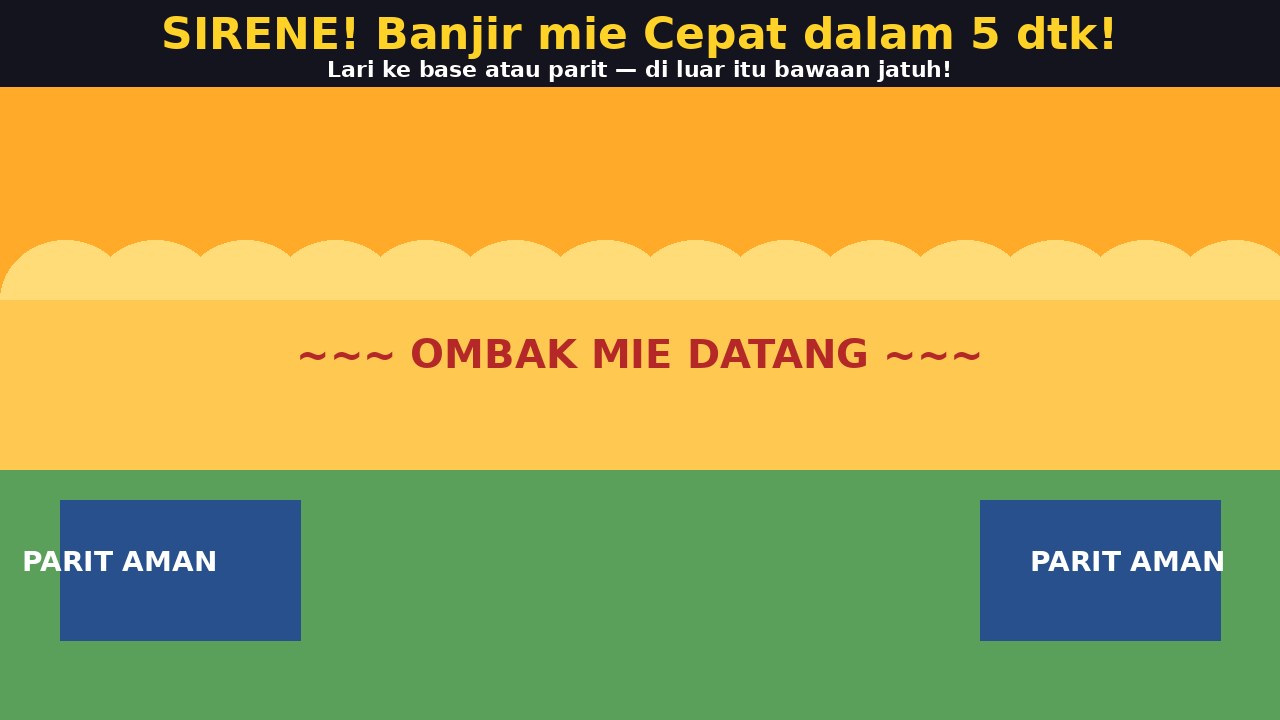 SIRENE! Banjir mie Cepat dalam 5 dtk!
Lari ke base atau parit — di luar itu bawaan jatuh!
~~~ OMBAK MIE DATANG ~~~
PARIT AMAN
PARIT AMAN